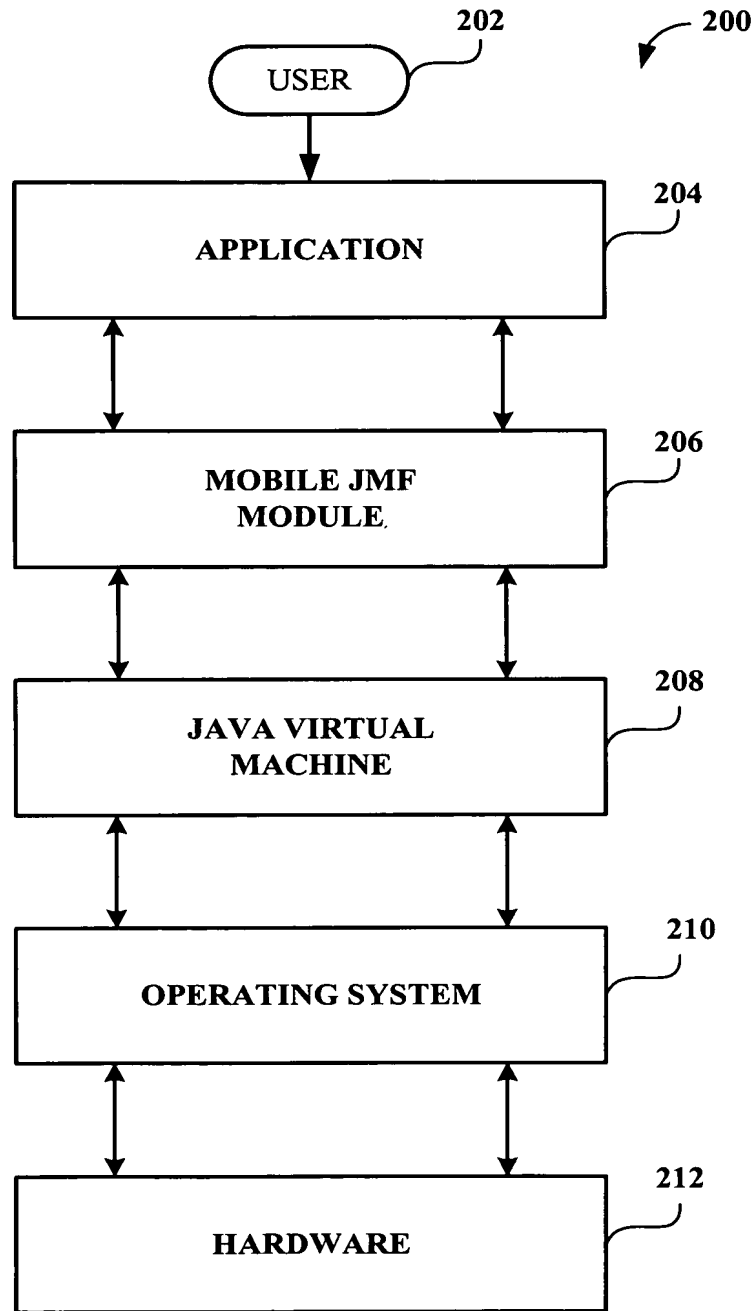 202
200
USER
204
APPLICATION
206
MOBILE JMF
MODULE
208
JAVA VIRTUAL
MACHINE
210
OPERATING SYSTEM
212
HARDWARE